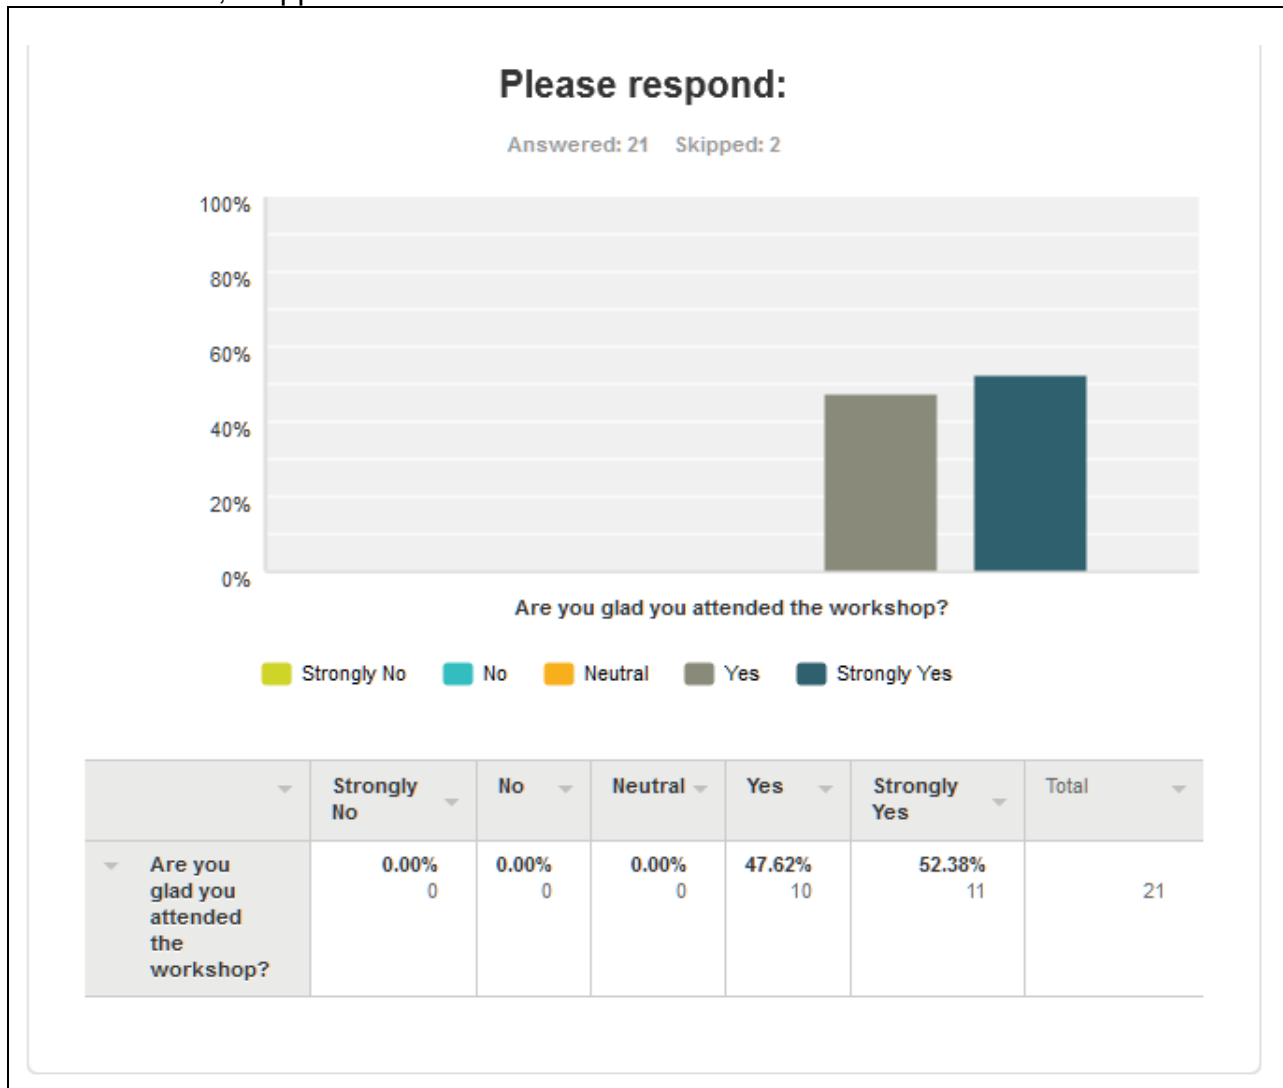 Please respond:
Answered: 21 Skipped: 2
100%
80%
60%
40%
20%
0%
Are you glad you attended the workshop?
Strongly No No Neutral Yes Strongly Yes
Strongly No No Neutral Yes Strongly Yes Total
Are you glad you attended the workshop? 0.00% 0 0.00% 0 0.00% 0 47.62% 10 52.38% 11 21